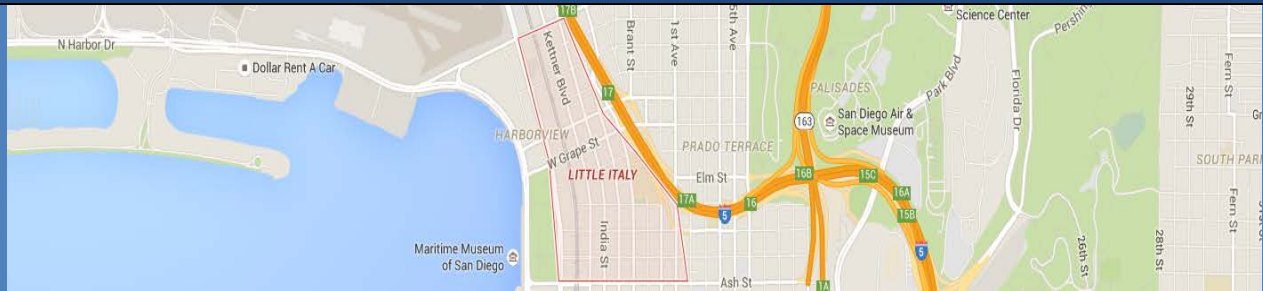 17B
Science Center
Pershing
N Harbor Dr
Kettner Blvd
Brant St
1st Ave
5th Ave
Dollar Rent A Car
Park Blvd
Florida Dr
Fern St
29th St
17
PALISADES
San Diego Air &
Space Museum
163
HARBORVIEW
W Grape St
PRADO TERRACE
LITTLE ITALY
Elm St
16B
15C
16A
15B
17A
16
5
5
India St
Maritime Museum
of San Diego
Ash St
1A
26th St
28th St
Fern St